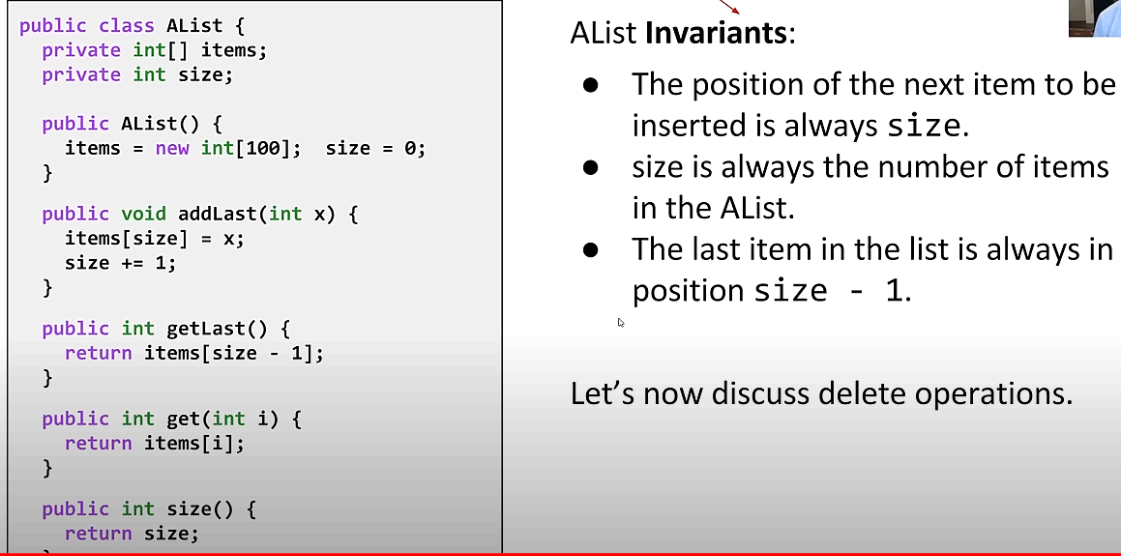 public class AList {
private int[] items;
private int size;
public AList() {
items = new int[100];  size = 0;
}
public void addLast(int x) {
items[size] = x;
size += 1;
}
public int getLast() {
return items[size - 1];
}
public int get(int i) {
return items[i];
}
public int size() {
return size;
AList Invariants:
● The position of the next item to be
inserted is always size.
● size is always the number of items
in the AList.
● The last item in the list is always in
position size - 1.
Let's now discuss delete operations.